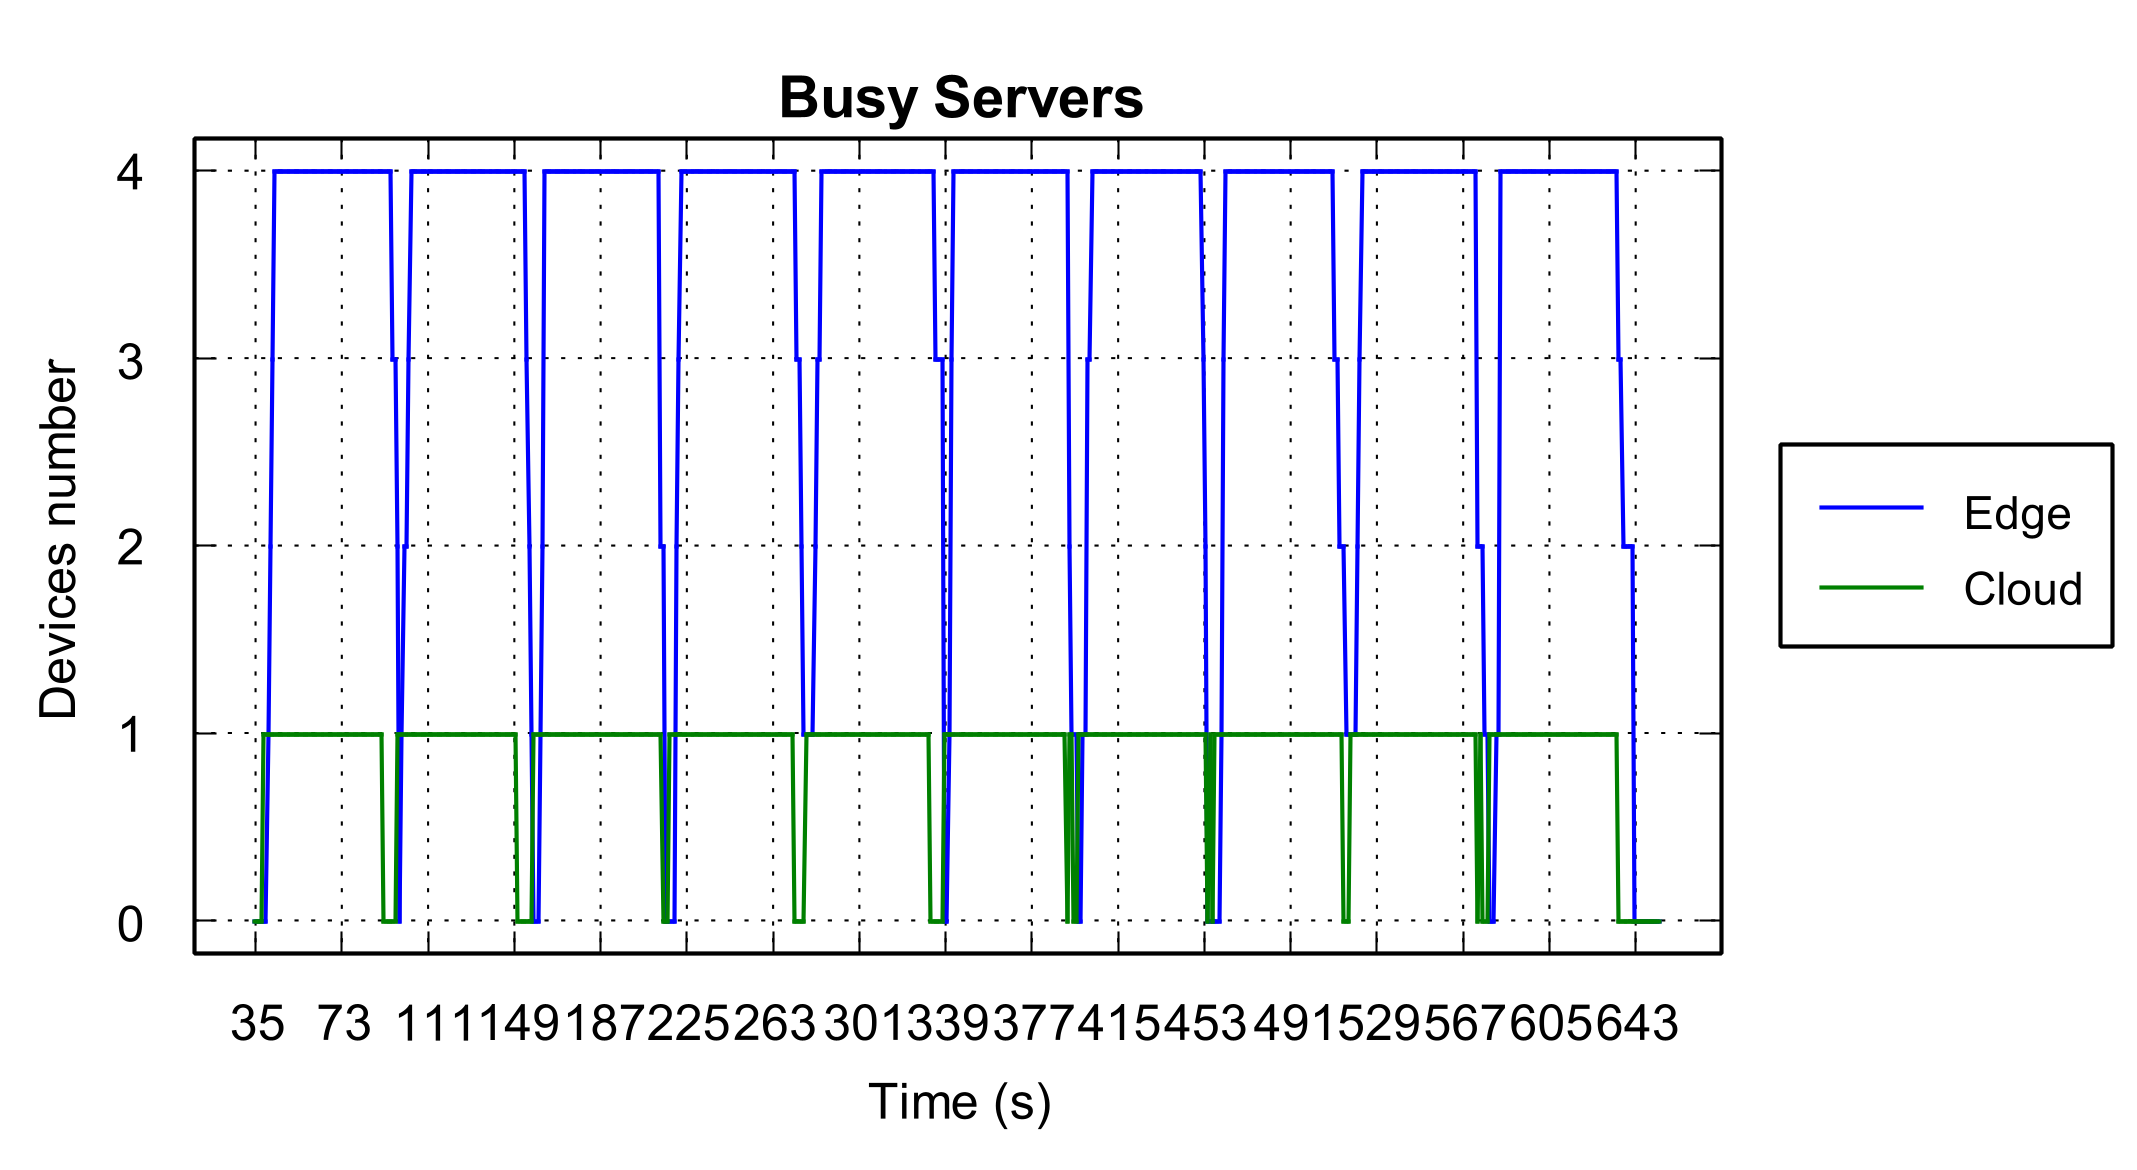 Busy Servers
4
3
2
1
0
Devices number
35 73 111 149 187 225 263 301 339 377 415 453 491 529 567 605 643
Time (s)
Edge
Cloud